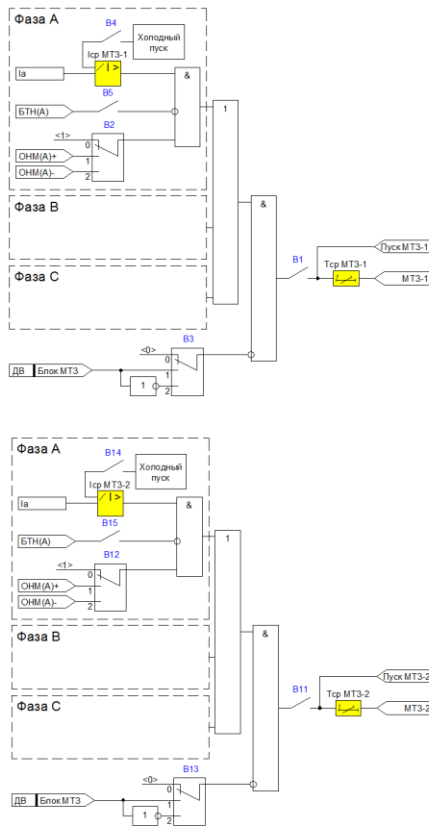 Фаза А
В4
Холодный
пуск
Iср МТЗ-1
I >
Ia
&
В5
БТН(А)
1
В2
<1>
0
ОНМ(А)+
1
ОНМ(А)-
2
Фаза В
&
В1
Пуск МТЗ-1
Тср МТЗ-1
МТЗ-1
Фаза С
В3
<0>
0
ДВ Блок МТЗ
1
1
2
Фаза А
В14
Холодный
пуск
Iср МТЗ-2
I >
Ia
&
В15
БТН(А)
1
В12
<1>
0
ОНМ(А)+
1
ОНМ(А)-
2
Фаза В
&
В11
Пуск МТЗ-2
Тср МТЗ-2
МТЗ-2
Фаза С
В13
<0>
0
ДВ Блок МТЗ
1
1
2